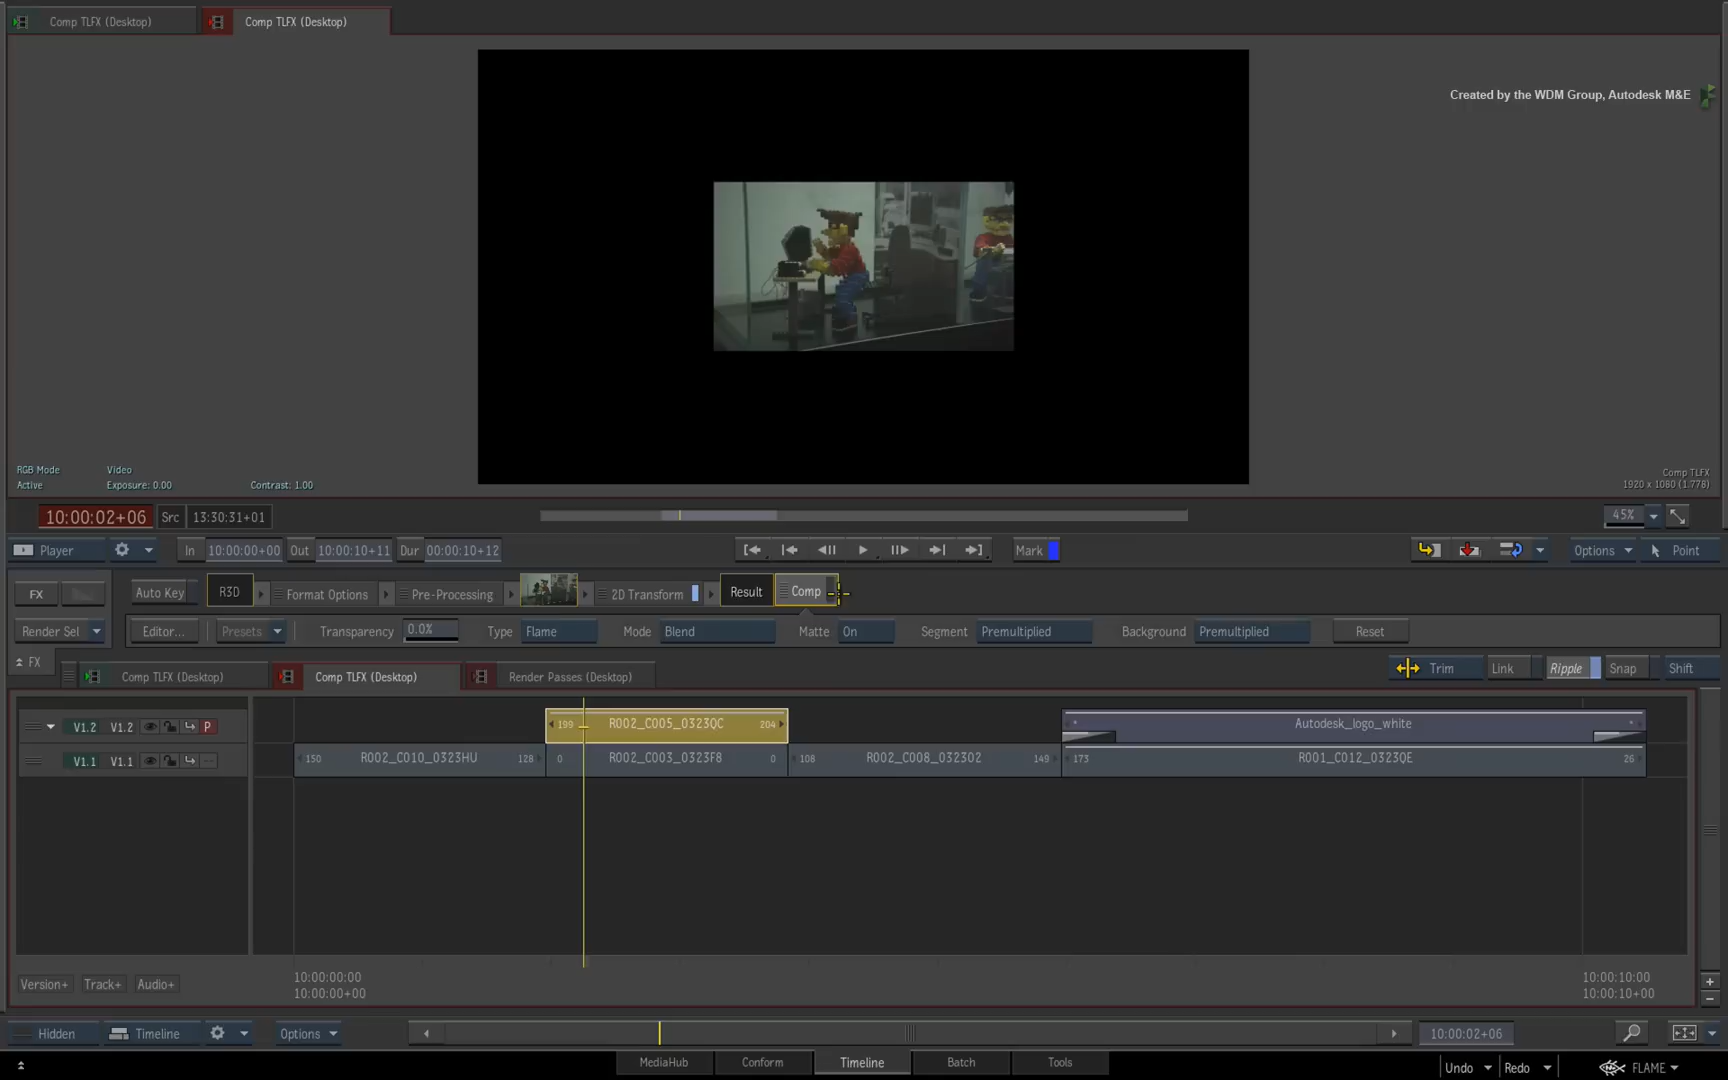 Comp TLFX (Desktop)
Comp TLFX (Desktop)
Created by the WDM Group, Autodesk M&E
RGB Mode
Video
Active
Exposure: 0.00
Contrast: 1.00
Comp TLFX
1920 x 1080 (1.778)
10:00:02+06
Src
13:30:31+01
45%
Player
In
10:00:00+00
Out
10:00:10+11
Dur
00:00:10+12
Mark
Options
Point
FX
Auto Key
R3D
Format Options
Pre-Processing
2D Transform
Result
Comp
Render Sel
Editor...
Presets
Transparency
0.0%
Type
Flame
Mode
Blend
Matte
On
Segment
Premultiplied
Background
Premultiplied
Reset
FX
Comp TLFX (Desktop)
Comp TLFX (Desktop)
Render Passes (Desktop)
Trim
Link
Ripple
Snap
Shift
V1.2
V1.2
P
199
R002_C005_0323QC
204
Autodesk_logo_white
V1.1
V1.1
150
R002_C010_0323HU
128
0
R002_C003_0323F8
0
108
R002_C008_0323O2
149
173
R001_C012_0323QE
26
Version+
Track+
Audio+
10:00:00:00
10:00:00+00
10:00:10:00
10:00:10+00
Hidden
Timeline
Options
10:00:02+06
MediaHub
Conform
Timeline
Batch
Tools
Undo
Redo
FLAME